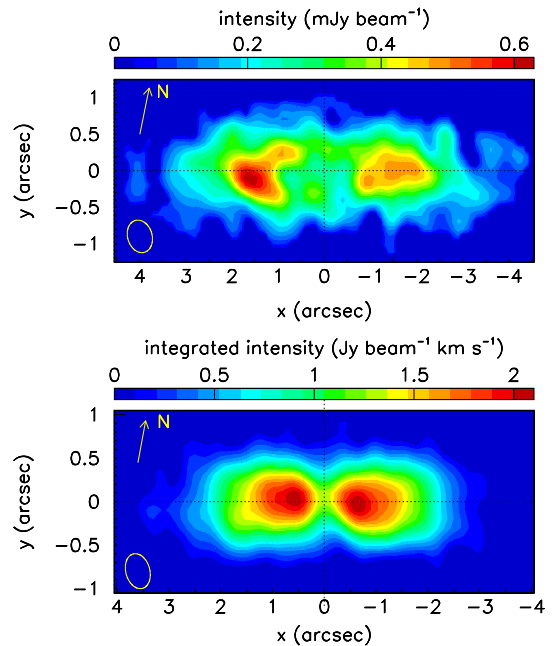 intensity (mJy beam⁻¹)
0 0.2 0.4 0.6
N
1
0.5
0
−0.5
−1
y (arcsec)
4 3 2 1 0 -1 -2 -3 -4
x (arcsec)
integrated intensity (Jy beam⁻¹ km s⁻¹)
0 0.5 1 1.5 2
N
1
0.5
0
−0.5
−1
y (arcsec)
4 3 2 1 0 -1 -2 -3 -4
x (arcsec)